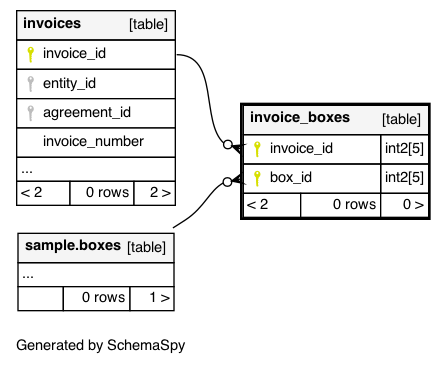 invoices [table]
invoice_id
entity_id
agreement_id
invoice_number
...
< 2 0 rows 2 >
invoice_boxes [table]
invoice_id int2[5]
box_id int2[5]
< 2 0 rows 0 >
sample.boxes [table]
...
0 rows 1 >
Generated by SchemaSpy